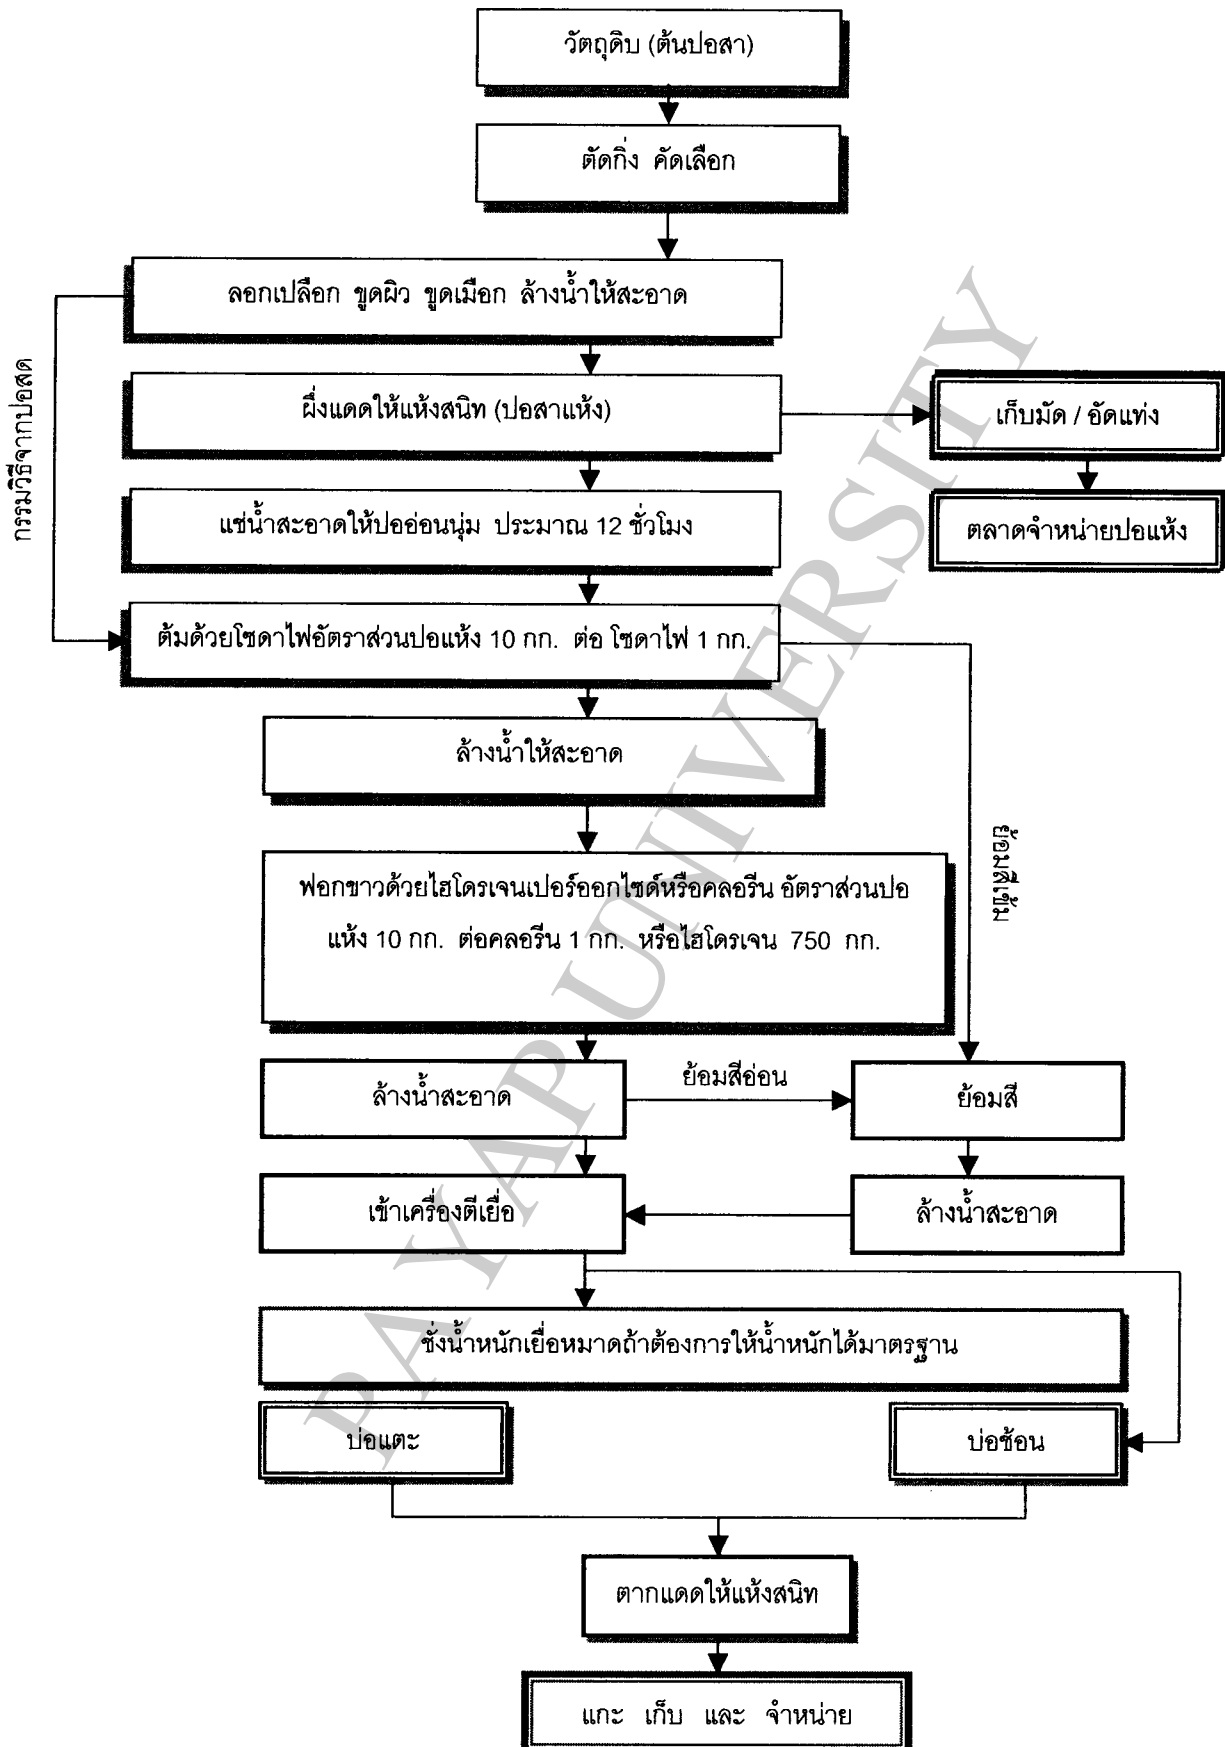 วัตถุดิบ (ต้นปอสา)
ตัดกิ่ง คัดเลือก
ลอกเปลือก ขูดผิว ขูดเมือก ล้างน้ำให้สะอาด
กรรมวิธีจากปอสด
ผึ่งแดดให้แห้งสนิท (ปอสาแห้ง)
เก็บมัด / อัดแท่ง
แช่น้ำสะอาดให้ปออ่อนนุ่ม ประมาณ 12 ชั่วโมง
ตลาดจำหน่ายปอแห้ง
ต้มด้วยโซดาไฟอัตราส่วนปอแห้ง 10 กก. ต่อ โซดาไฟ 1 กก.
ล้างน้ำให้สะอาด
ย้อมสีเข้ม
ฟอกขาวด้วยไฮโดรเจนเปอร์ออกไซด์หรือคลอรีน อัตราส่วนปอ
แห้ง 10 กก. ต่อคลอรีน 1 กก. หรือไฮโดรเจน 750 กก.
ล้างน้ำสะอาด
ย้อมสีอ่อน
ย้อมสี
เข้าเครื่องตีเยื่อ
ล้างน้ำสะอาด
ชั่งน้ำหนักเยื่อหมาดถ้าต้องการให้น้ำหนักได้มาตรฐาน
บ่อแตะ
บ่อช้อน
ตากแดดให้แห้งสนิท
แกะ เก็บ และ จำหน่าย
PAYAP UNIVERSITY